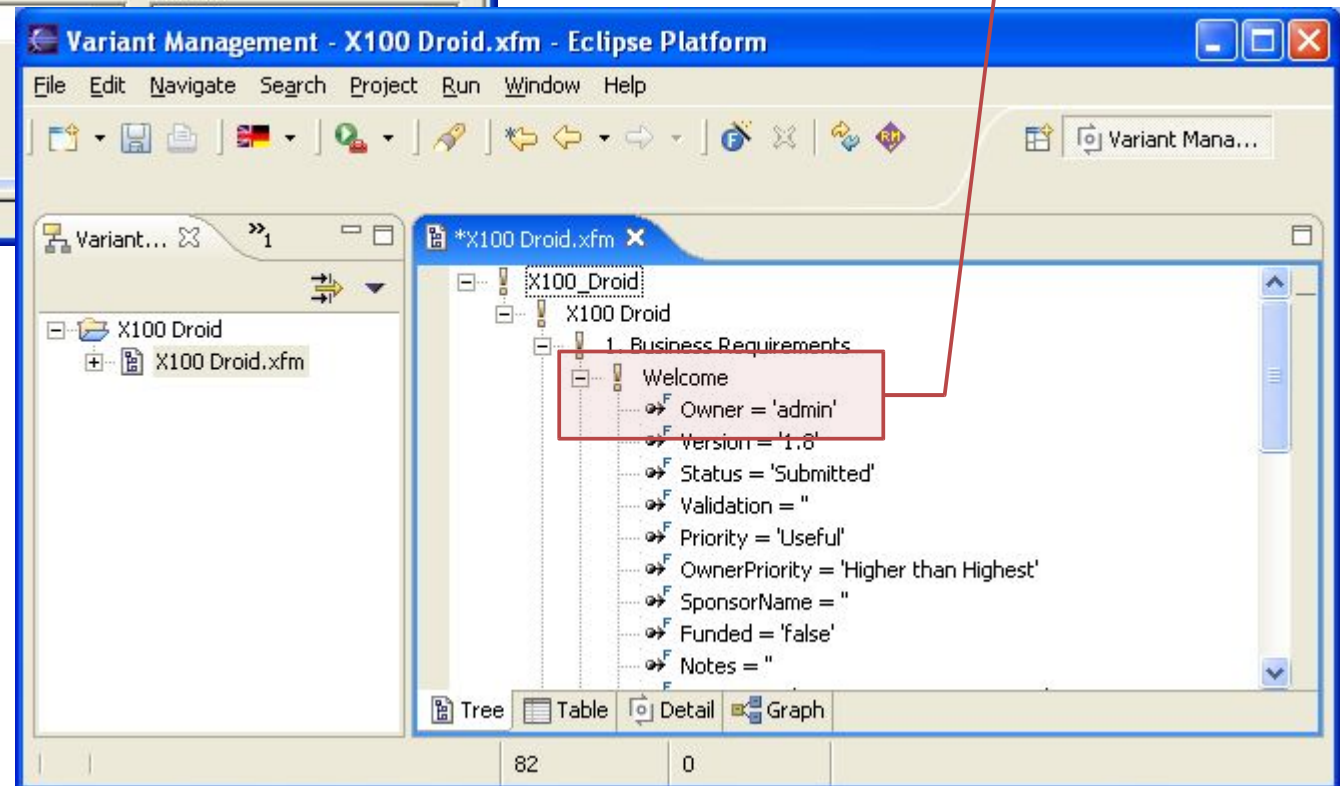 Variant Management - X100 Droid.xfm - Eclipse Platform
File Edit Navigate Search Project Run Window Help
RM
Variant Mana...
Variant... »1
*X100 Droid.xfm
X100 Droid
X100 Droid.xfm
X100_Droid
X100 Droid
1. Business Requirements
Welcome
F Owner = 'admin'
F Version = '1.8'
F Status = 'Submitted'
F Validation = ''
F Priority = 'Useful'
F OwnerPriority = 'Higher than Highest'
F SponsorName = ''
F Funded = 'false'
F Notes = ''
Tree Table Detail Graph
82 0